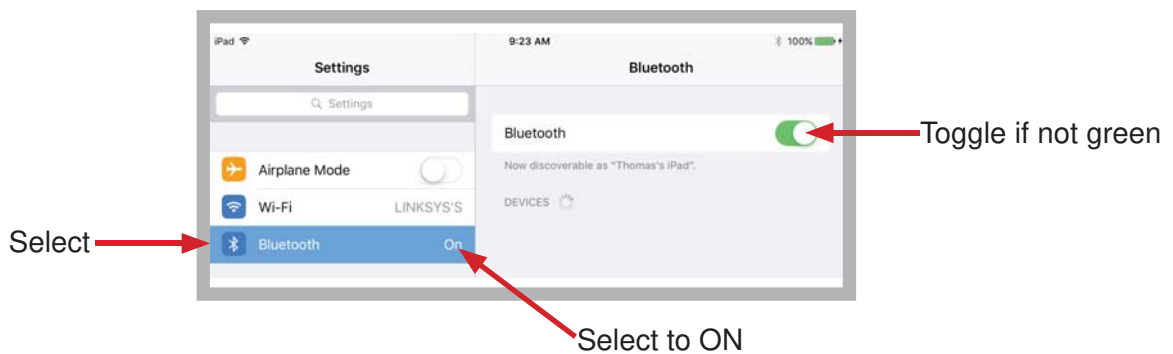 iPad 9:23 AM 100%
Settings Bluetooth
Settings
Bluetooth
Toggle if not green
Airplane Mode
Now discoverable as "Thomas's iPad".
Wi-Fi LINKSYS'S
DEVICES
Select
Bluetooth On
Select to ON